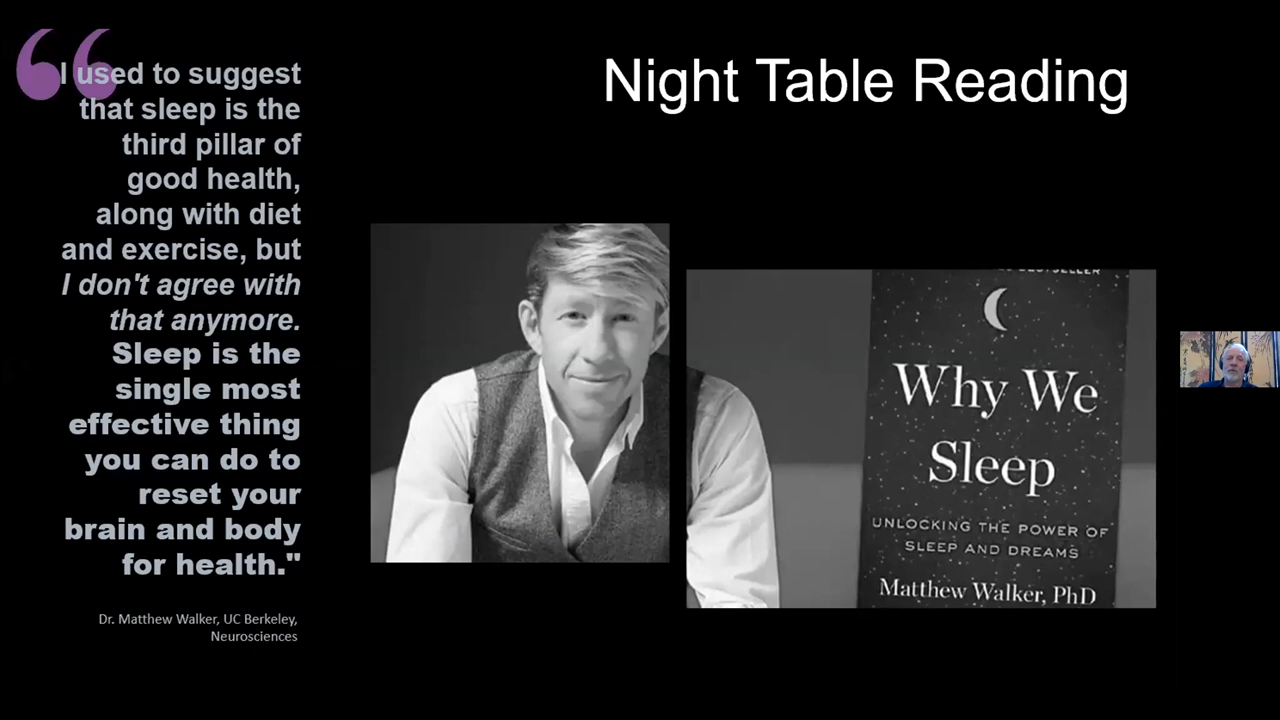 Night Table Reading
I used to suggest
that sleep is the
third pillar of
good health,
along with diet
and exercise, but
I don't agree with
that anymore.
Sleep is the
single most
effective thing
you can do to
reset your
brain and body
for health."
Dr. Matthew Walker, UC Berkeley,
Neurosciences
BESTSELLER
Why We
Sleep
UNLOCKING THE POWER OF
SLEEP AND DREAMS
Matthew Walker, PhD